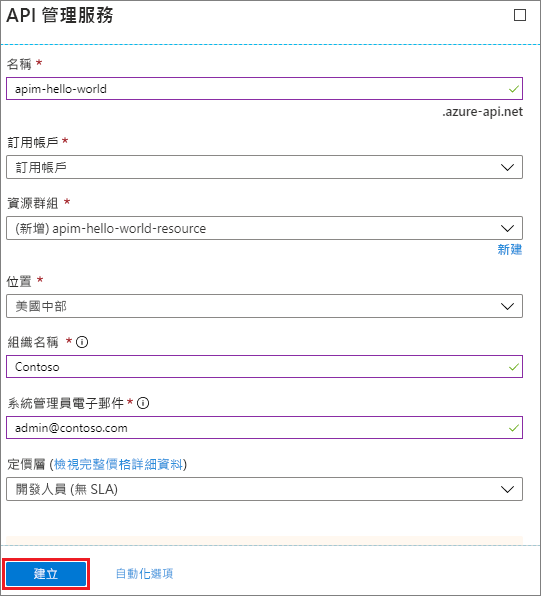 API 管理服務
名稱 *
apim-hello-world
.azure-api.net
訂用帳戶 *
訂用帳戶
資源群組 *
(新增) apim-hello-world-resource
新建
位置 *
美國中部
組織名稱 *
Contoso
系統管理員電子郵件 *
admin@contoso.com
定價層 (檢視完整價格詳細資料)
開發人員 (無 SLA)
建立 自動化選項